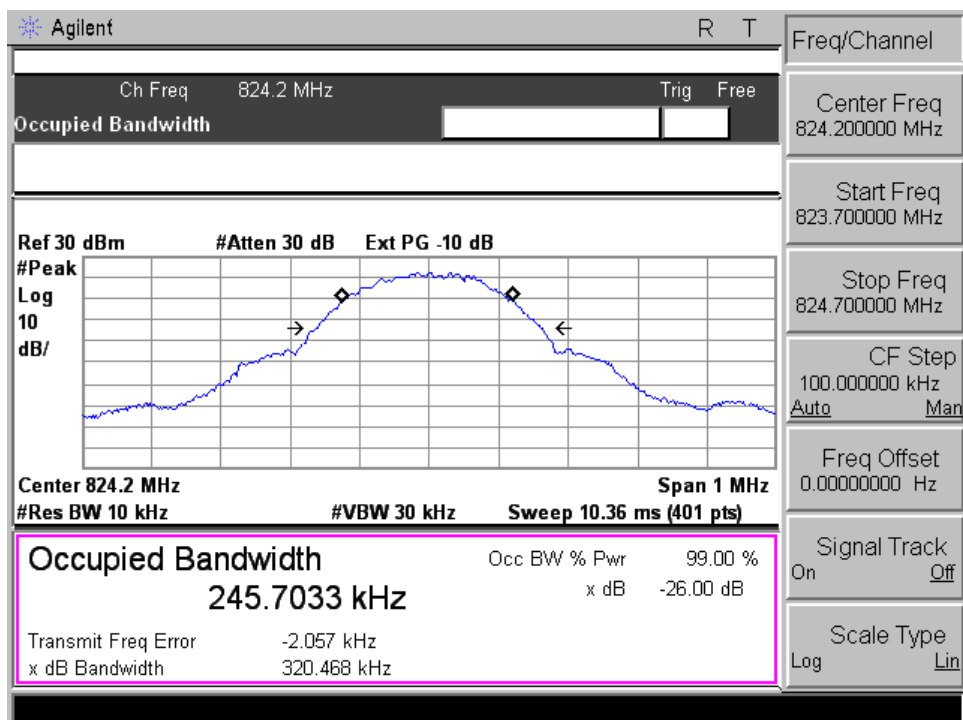 Agilent R T
Ch Freq 824.2 MHz Trig Free
Occupied Bandwidth
Ref 30 dBm #Atten 30 dB Ext PG -10 dB
#Peak
Log
10
dB/
Center 824.2 MHz Span 1 MHz
#Res BW 10 kHz #VBW 30 kHz Sweep 10.36 ms (401 pts)
Occupied Bandwidth
245.7033 kHz
Occ BW % Pwr 99.00 %
x dB -26.00 dB
Transmit Freq Error -2.057 kHz
x dB Bandwidth 320.468 kHz
Freq/Channel
Center Freq
824.200000 MHz
Start Freq
823.700000 MHz
Stop Freq
824.700000 MHz
CF Step
100.000000 kHz
Auto Man
Freq Offset
0.00000000 Hz
Signal Track
On Off
Scale Type
Log Lin